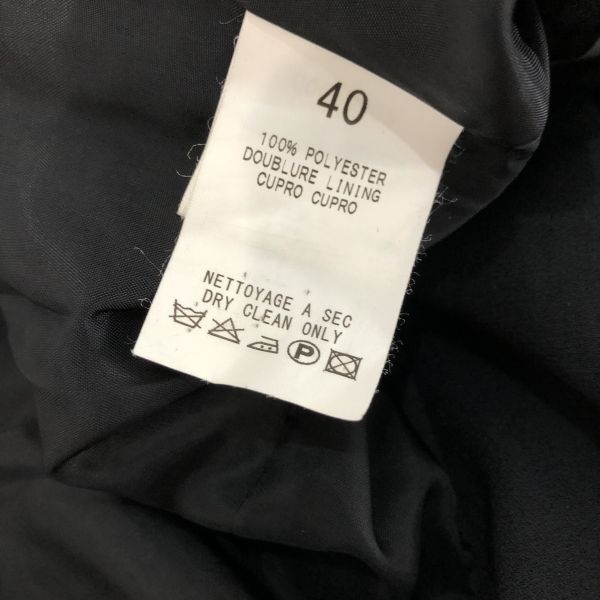 40
100% POLYESTER
DOUBLURE LINING
CUPRO CUPRO
NETTOYAGE A SEC
DRY CLEAN ONLY
P